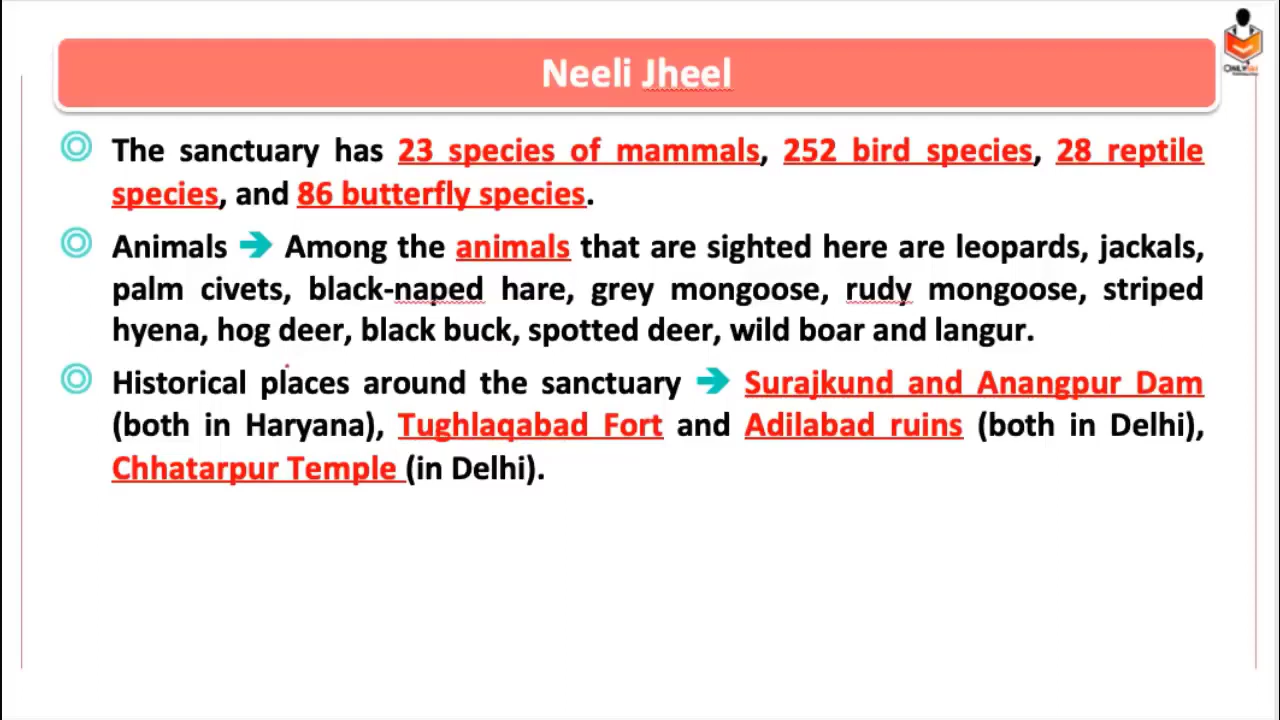 Neeli Jheel
The sanctuary has 23 species of mammals, 252 bird species, 28 reptile
species, and 86 butterfly species.
Animals ➔ Among the animals that are sighted here are leopards, jackals,
palm civets, black-naped hare, grey mongoose, rudy mongoose, striped
hyena, hog deer, black buck, spotted deer, wild boar and langur.
Historical places around the sanctuary ➔ Surajkund and Anangpur Dam
(both in Haryana), Tughlaqabad Fort and Adilabad ruins (both in Delhi),
Chhatarpur Temple (in Delhi).